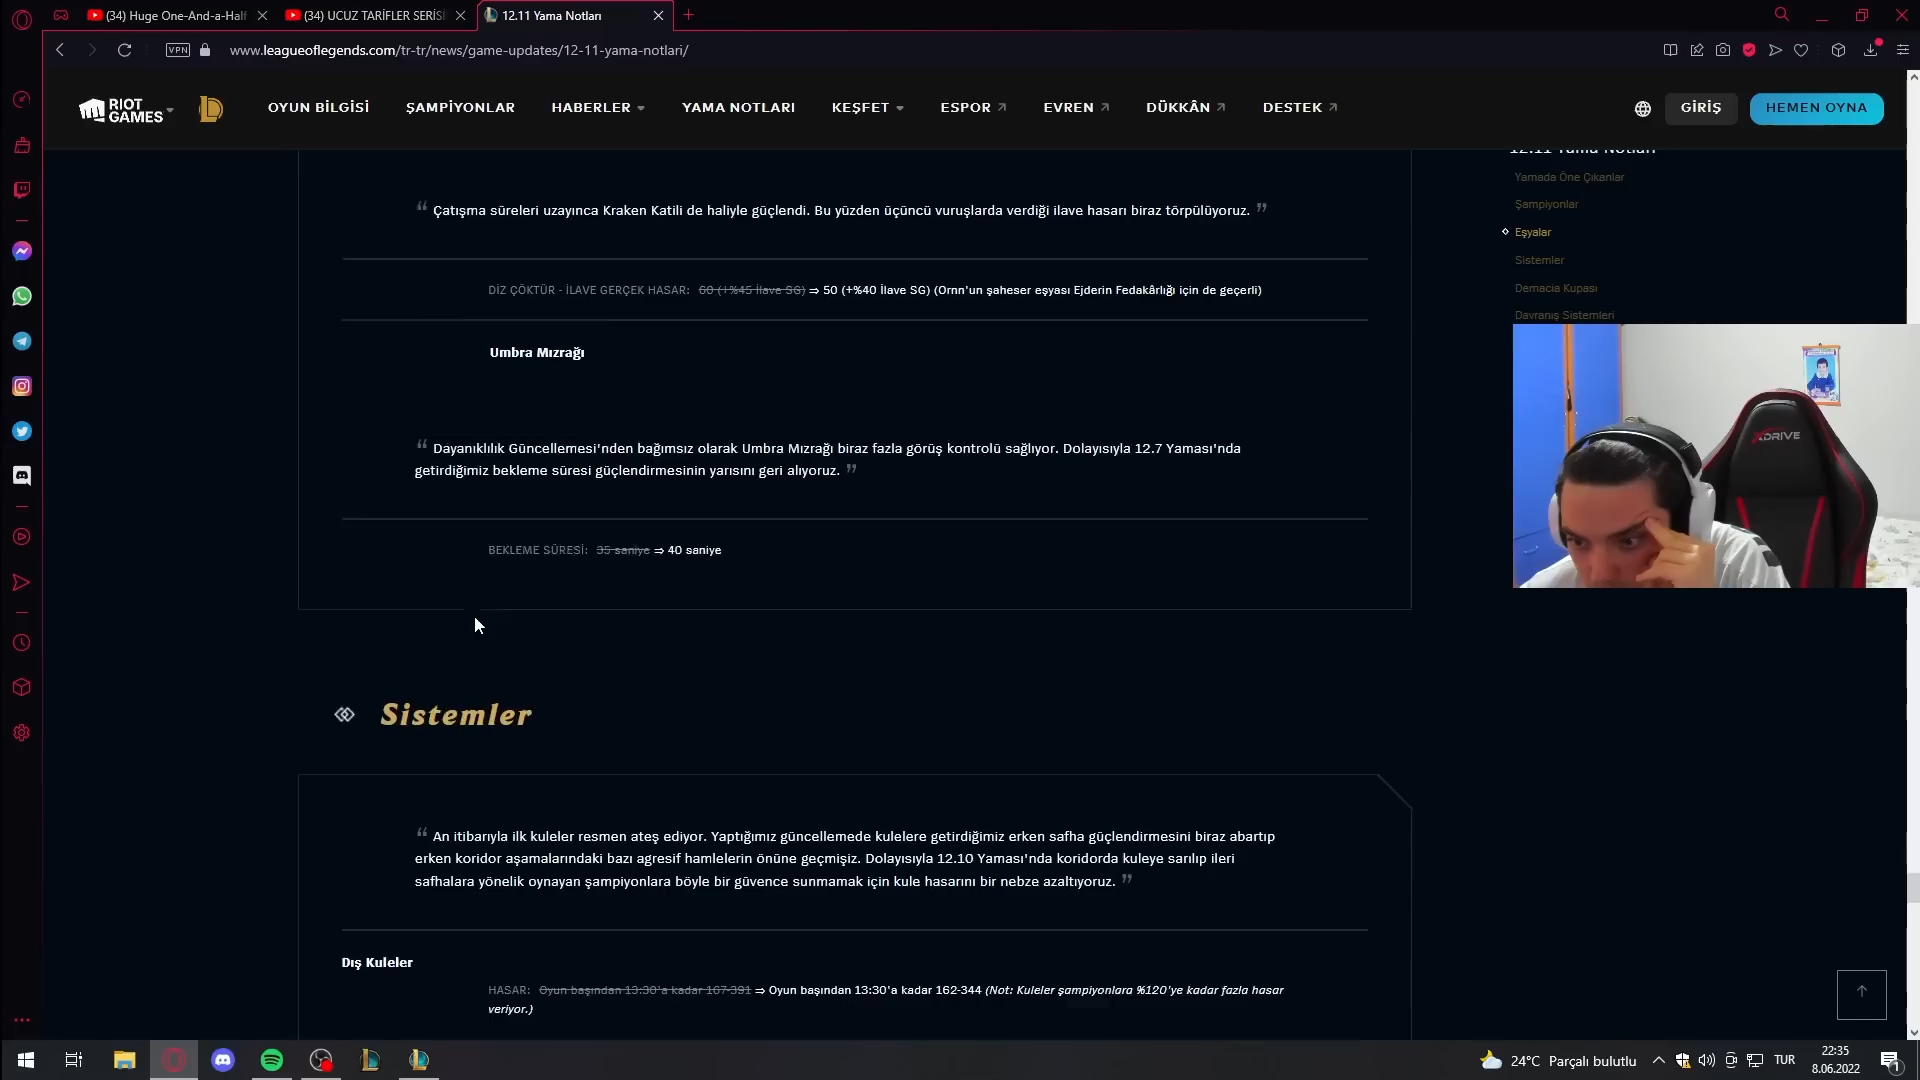 (34) Huge One-And-a-Half
(34) UCUZ TARİFLER SERİSİ
12.11 Yama Notları
VPN
www.leagueoflegends.com/tr-tr/news/game-updates/12-11-yama-notlari/
RIOT GAMES
OYUN BİLGİSİ
ŞAMPİYONLAR
HABERLER
YAMA NOTLARI
KEŞFET
ESPOR
EVREN
DÜKKÂN
DESTEK
GİRİŞ
HEMEN OYNA
12.11 Yama Notları
Yamada Öne Çıkanlar
Şampiyonlar
Eşyalar
Sistemler
Demacia Kupası
Davranış Sistemleri
“ Çatışma süreleri uzayınca Kraken Katili de haliyle güçlendi. Bu yüzden üçüncü vuruşlarda verdiği ilave hasarı biraz törpülüyoruz. ”
DİZ ÇÖKTÜR - İLAVE GERÇEK HASAR: 60 (+%45 İlave SG) ⇒ 50 (+%40 İlave SG) (Ornn'un şaheser eşyası Ejderin Fedakârlığı için de geçerli)
Umbra Mızrağı
“ Dayanıklılık Güncellemesi'nden bağımsız olarak Umbra Mızrağı biraz fazla görüş kontrolü sağlıyor. Dolayısıyla 12.7 Yaması'nda
getirdiğimiz bekleme süresi güçlendirmesinin yarısını geri alıyoruz. ”
BEKLEME SÜRESİ: 35 saniye ⇒ 40 saniye
XDRIVE
Sistemler
“ An itibarıyla ilk kuleler resmen ateş ediyor. Yaptığımız güncellemede kulelere getirdiğimiz erken safha güçlendirmesini biraz abartıp
erken koridor aşamalarındaki bazı agresif hamlelerin önüne geçmişiz. Dolayısıyla 12.10 Yaması'nda koridorda kuleye sarılıp ileri
safhalara yönelik oynayan şampiyonlara böyle bir güvence sunmamak için kule hasarını bir nebze azaltıyoruz. ”
Dış Kuleler
HASAR: Oyun başından 13:30'a kadar 167-391 ⇒ Oyun başından 13:30'a kadar 162-344 (Not: Kuleler şampiyonlara %120'ye kadar fazla hasar
veriyor.)
24°C Parçalı bulutlu
TUR
22:35
8.06.2022
1